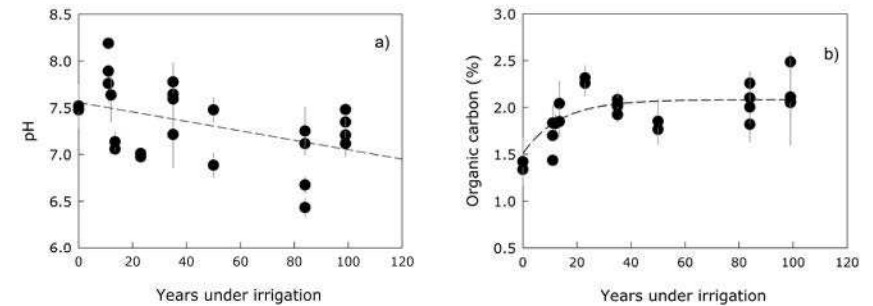 8.5
8.0
7.5
7.0
6.5
6.0
pH
a)
0 20 40 60 80 100 120
Years under irrigation
3.0
2.5
2.0
1.5
1.0
0.5
Organic carbon (%)
b)
0 20 40 60 80 100 120
Years under irrigation